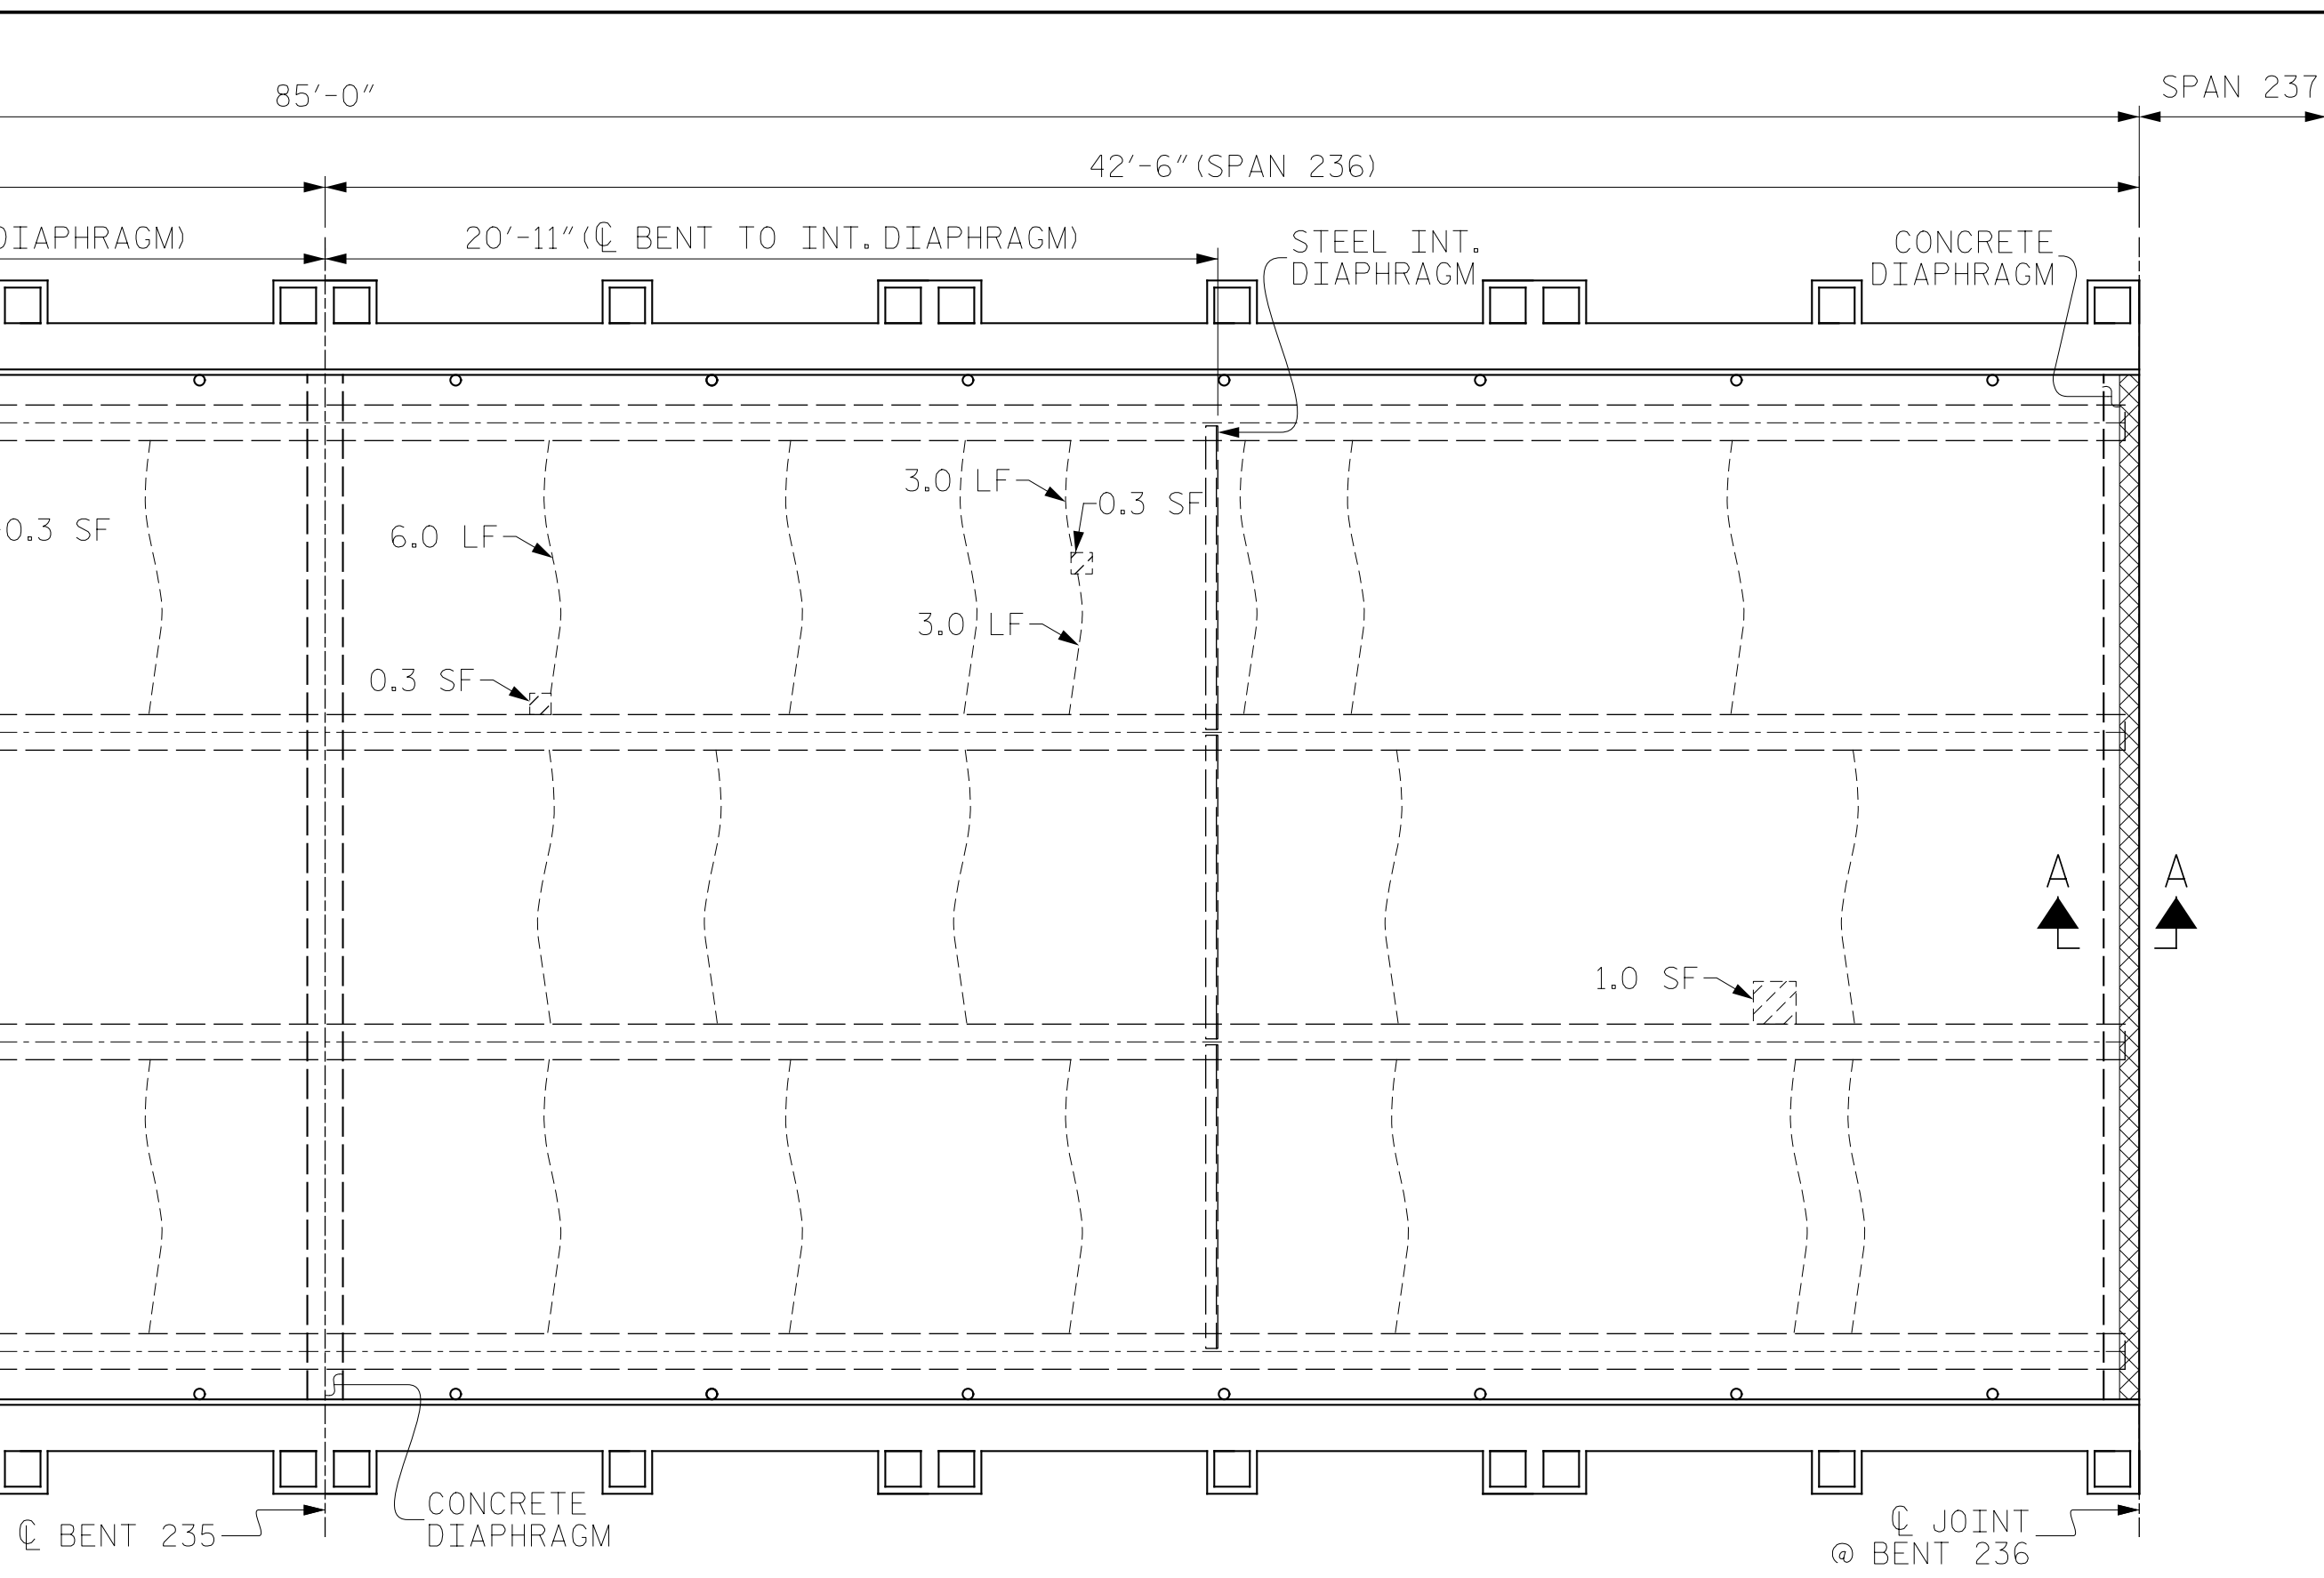 85'-0"
SPAN 237
42'-6"(SPAN 236)
DIAPHRAGM)
20'-11"(℄ BENT TO INT. DIAPHRAGM)
STEEL INT.
DIAPHRAGM
CONCRETE
DIAPHRAGM
3.0 LF
0.3 SF
0.3 SF
6.0 LF
3.0 LF
0.3 SF
A A
1.0 SF
CONCRETE
DIAPHRAGM
℄ BENT 235
℄ JOINT
@ BENT 236